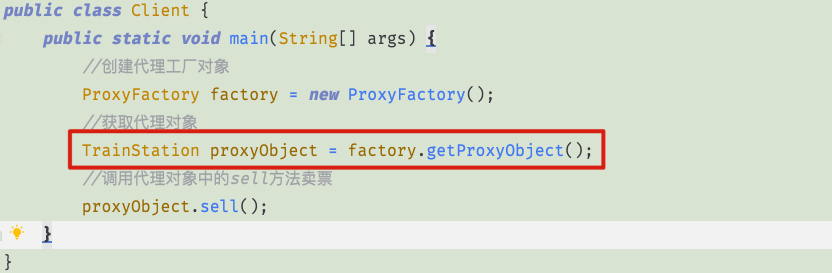 public class Client {
public static void main(String[] args) {
//创建代理工厂对象
ProxyFactory factory = new ProxyFactory();
//获取代理对象
TrainStation proxyObject = factory.getProxyObject();
//调用代理对象中的sell方法卖票
proxyObject.sell();
}
}